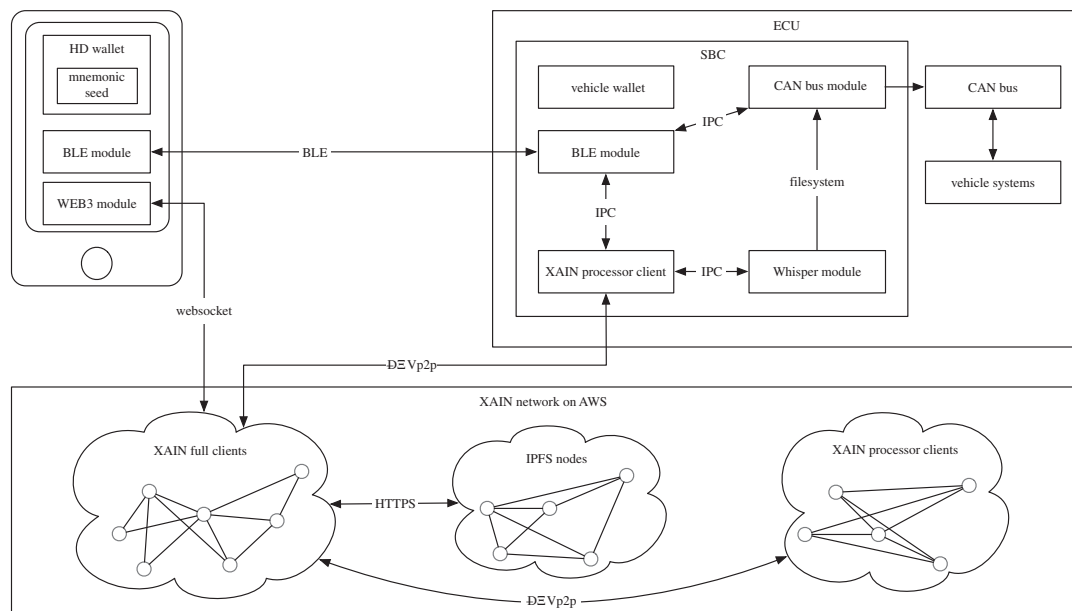 HD wallet
mnemonic
seed
BLE module
WEB3 module
BLE
websocket
ECU
SBC
vehicle wallet
CAN bus module
CAN bus
IPC
BLE module
vehicle systems
filesystem
IPC
XAIN processor client
IPC
Whisper module
ÐΞVp2p
XAIN network on AWS
XAIN full clients
IPFS nodes
XAIN processor clients
HTTPS
ÐΞVp2p